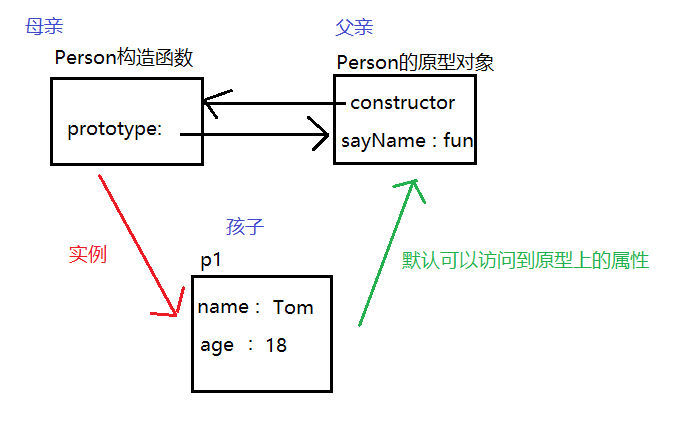 母亲
父亲
Person构造函数
Person的原型对象
prototype:
constructor
sayName : fun
实例
孩子
p1
name : Tom
age : 18
默认可以访问到原型上的属性